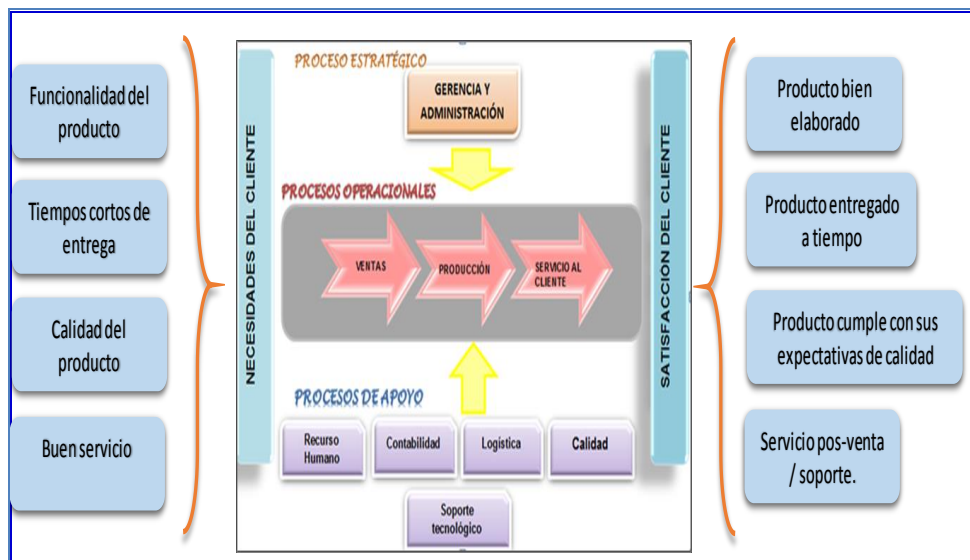 Funcionalidad del
producto
Tiempos cortos de
entrega
Calidad del
producto
Buen servicio
NECESIDADES DEL CLIENTE
PROCESO ESTRATÉGICO
GERENCIA Y
ADMINISTRACIÓN
PROCESOS OPERACIONALES
VENTAS
PRODUCCIÓN
SERVICIO AL
CLIENTE
PROCESOS DE APOYO
Recurso
Humano
Contabilidad
Logística
Calidad
Soporte
tecnológico
SATISFACCION DEL CLIENTE
Producto bien
elaborado
Producto entregado
a tiempo
Producto cumple con sus
expectativas de calidad
Servicio pos-venta
/ soporte.